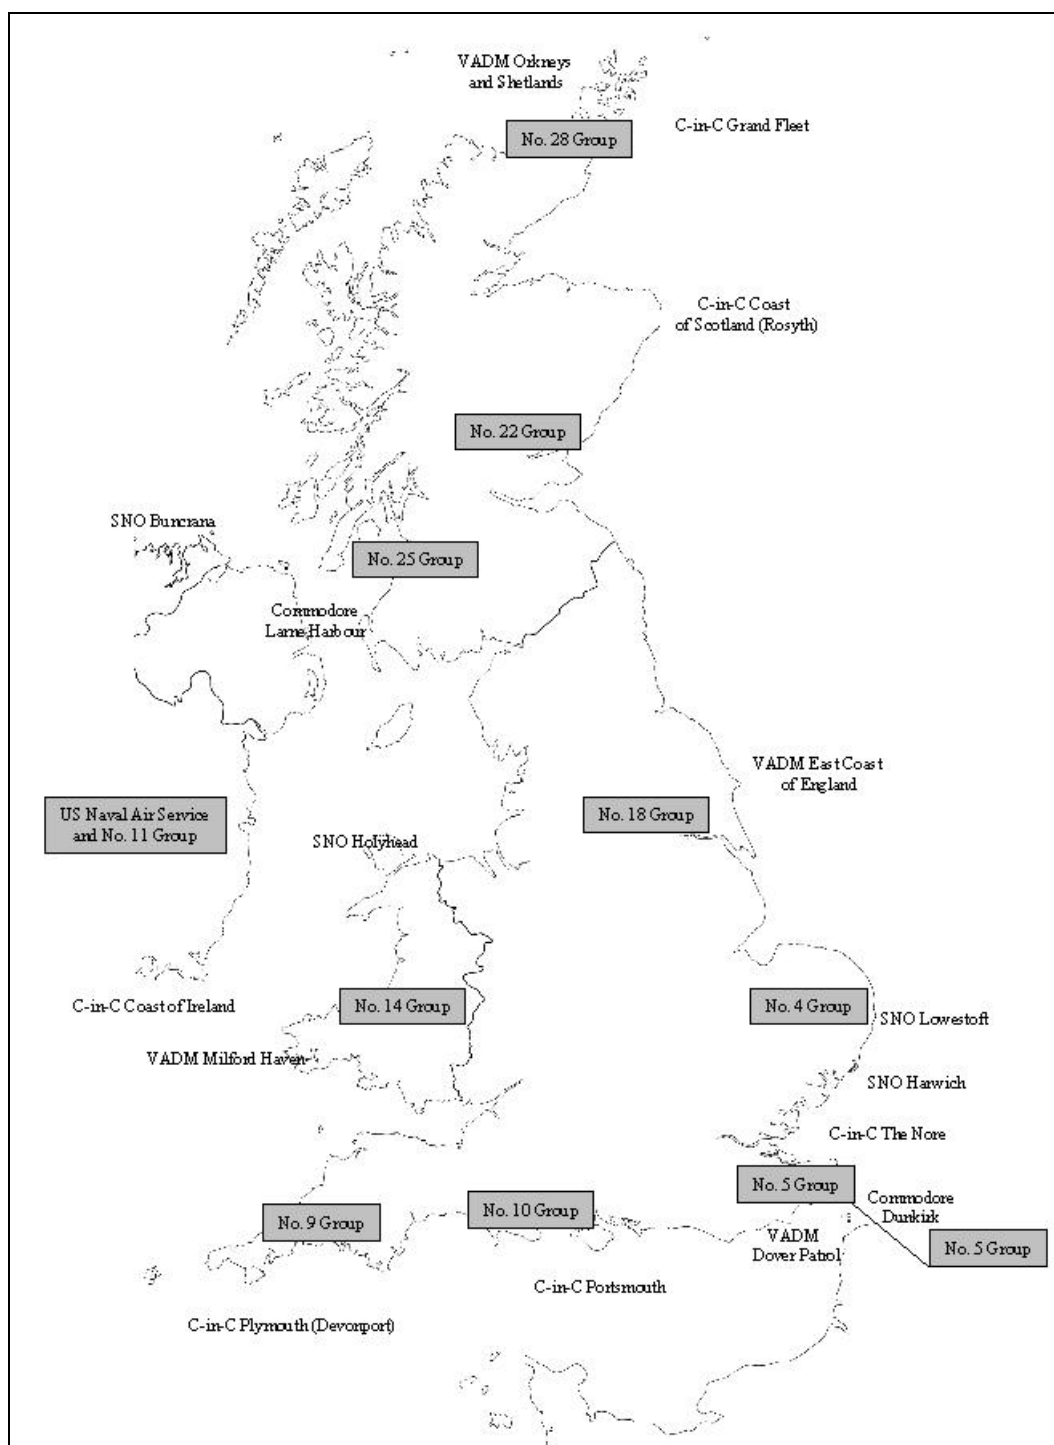 VADM Orkneys
and Shetlands
C-in-C Grand Fleet
No. 28 Group
C-in-C Coast
of Scotland (Rosyth)
No. 22 Group
SNO Buncrana
No. 25 Group
Commodore
Larne Harbour
VADM East Coast
of England
US Naval Air Service
and No. 11 Group
No. 18 Group
SNO Holyhead
C-in-C Coast of Ireland
No. 14 Group
No. 4 Group
SNO Lowestoft
VADM Milford Haven
SNO Harwich
C-in-C The Nore
No. 5 Group
Commodore
Dunkirk
No. 9 Group
No. 10 Group
VADM
Dover Patrol
No. 5 Group
C-in-C Portsmouth
C-in-C Plymouth (Devonport)